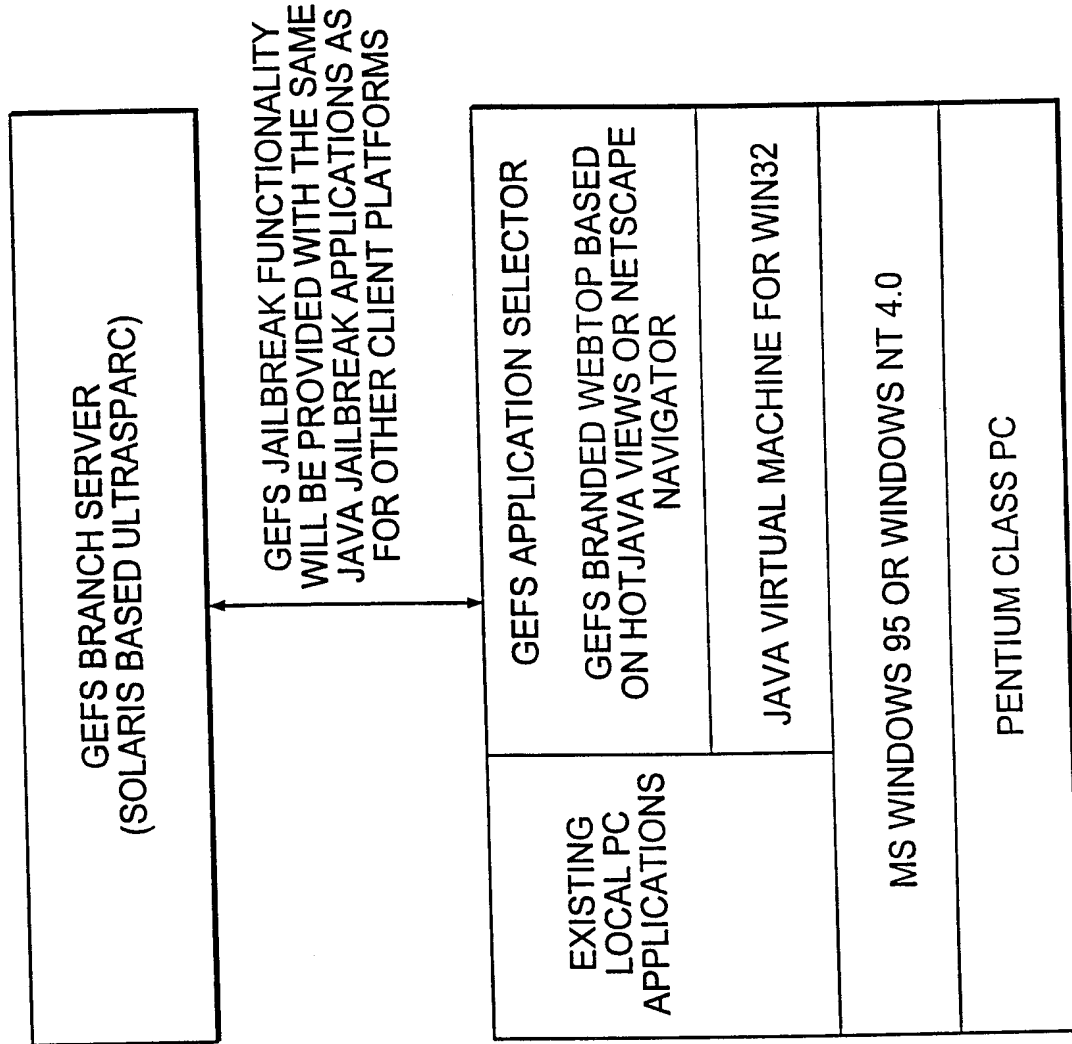 GEFS BRANCH SERVER
(SOLARIS BASED ULTRASPARC)
GEFS JAILBREAK FUNCTIONALITY
WILL BE PROVIDED WITH THE SAME
JAVA JAILBREAK APPLICATIONS AS
FOR OTHER CLIENT PLATFORMS
EXISTING
LOCAL PC
APPLICATIONS
GEFS APPLICATION SELECTOR
GEFS BRANDED WEBTOP BASED
ON HOTJAVA VIEWS OR NETSCAPE
NAVIGATOR
JAVA VIRTUAL MACHINE FOR WIN32
MS WINDOWS 95 OR WINDOWS NT 4.0
PENTIUM CLASS PC